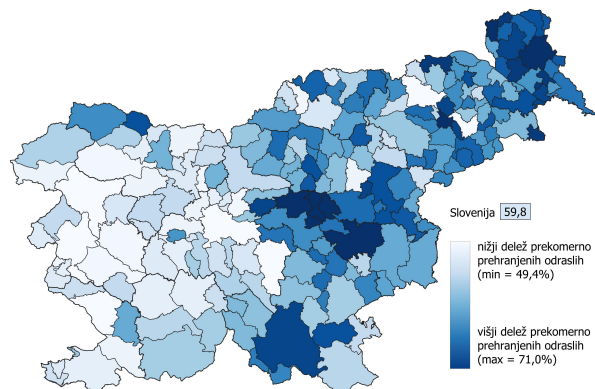 Slovenija 59,8
nižji delež prekomerno
prehranjenih odraslih
(min = 49,4%)
višji delež prekomerno
prehranjenih odraslih
(max = 71,0%)